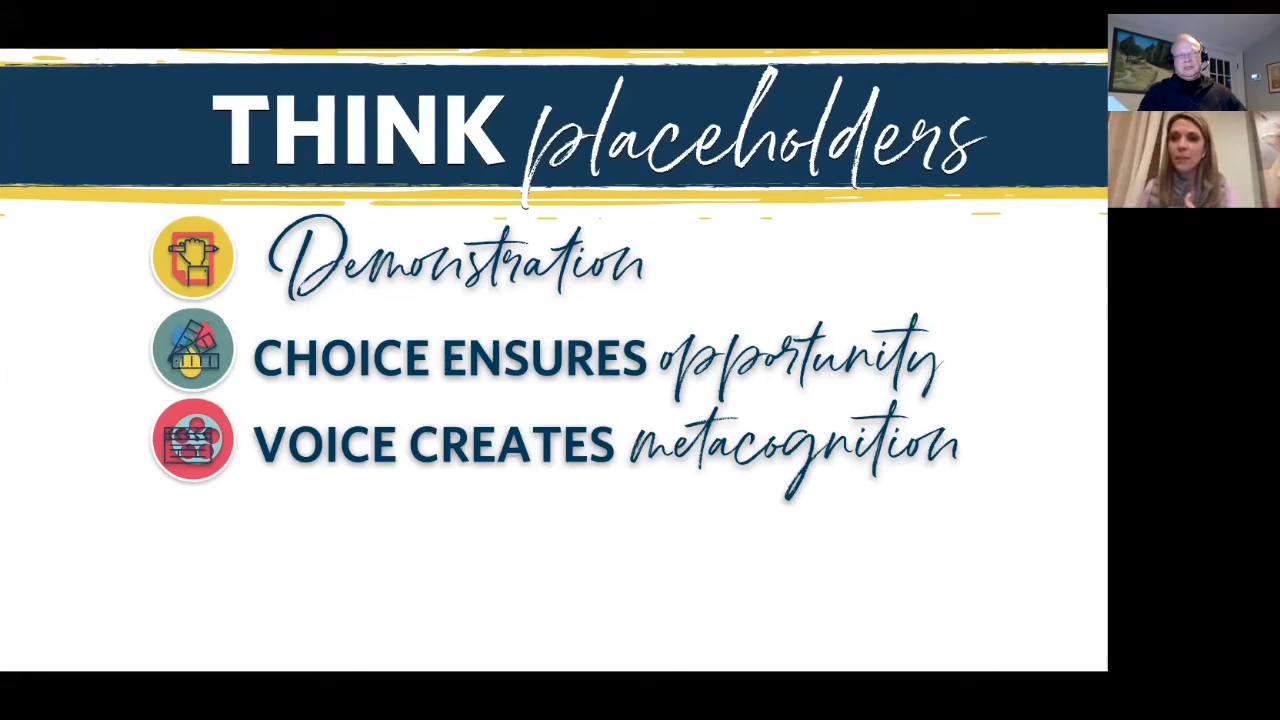 THINK placeholders
Demonstration
CHOICE ENSURES opportunity
VOICE CREATES metacognition